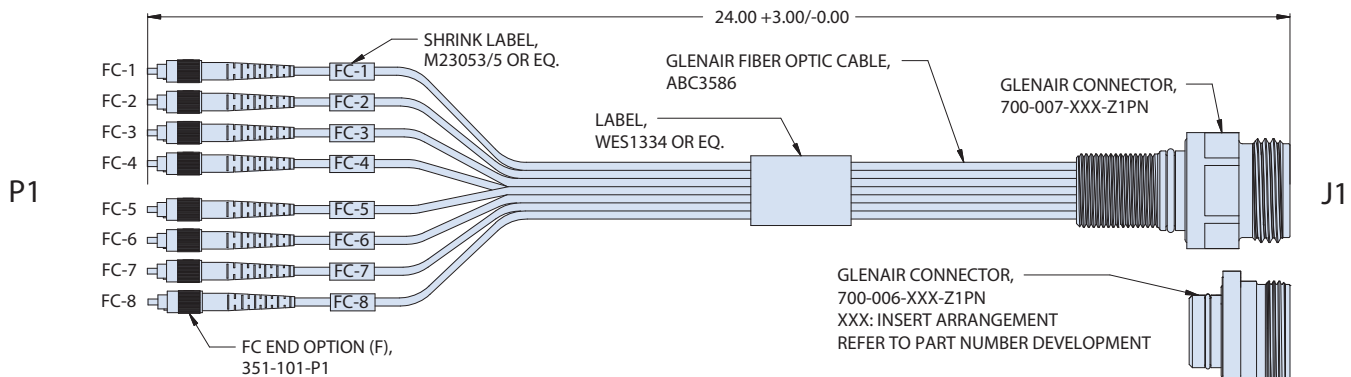 24.00 +3.00/-0.00
SHRINK LABEL,
M23053/5 OR EQ.
GLENAIR FIBER OPTIC CABLE,
ABC3586
GLENAIR CONNECTOR,
700-007-XXX-Z1PN
LABEL,
WES1334 OR EQ.
FC-1
FC-1
FC-2
FC-2
FC-3
FC-3
FC-4
FC-4
P1
J1
FC-5
FC-5
FC-6
FC-6
FC-7
FC-7
FC-8
FC-8
GLENAIR CONNECTOR,
700-006-XXX-Z1PN
XXX: INSERT ARRANGEMENT
REFER TO PART NUMBER DEVELOPMENT
FC END OPTION (F),
351-101-P1